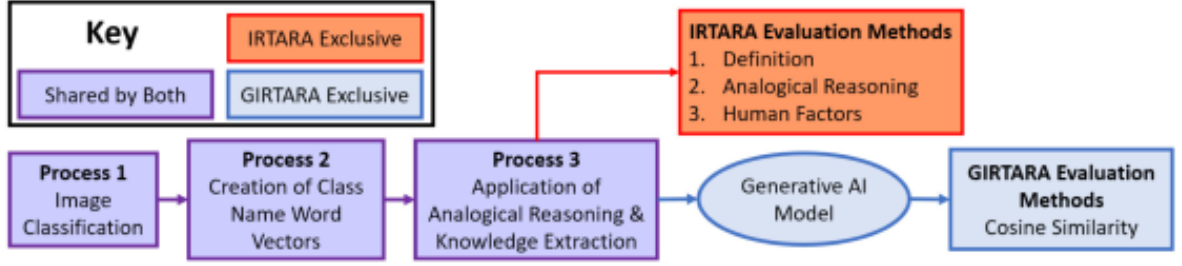 Key
IRTARA Exclusive
Shared by Both
GIRTARA Exclusive
IRTARA Evaluation Methods
1. Definition
2. Analogical Reasoning
3. Human Factors
Process 1
Image
Classification
Process 2
Creation of Class
Name Word
Vectors
Process 3
Application of
Analogical Reasoning &
Knowledge Extraction
Generative AI
Model
GIRTARA Evaluation
Methods
Cosine Similarity